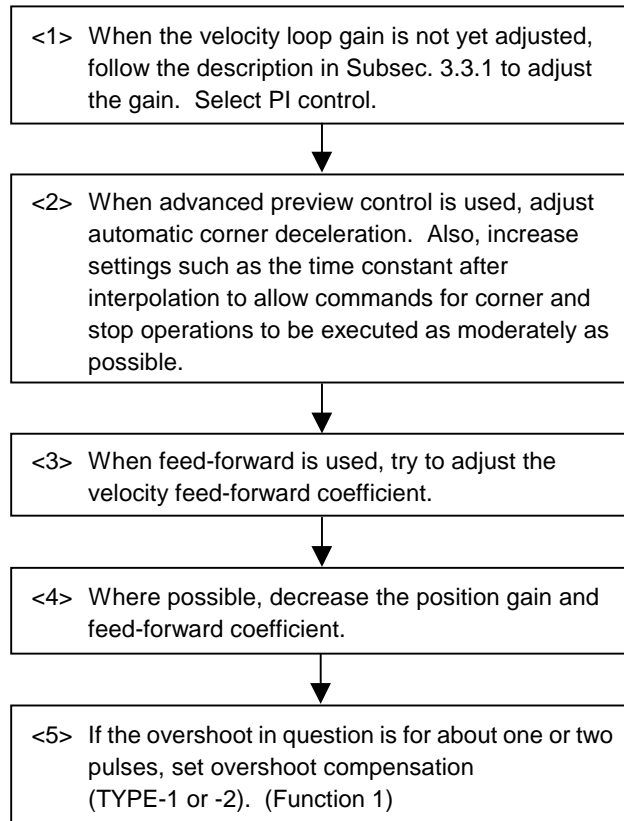 <1> When the velocity loop gain is not yet adjusted,
follow the description in Subsec. 3.3.1 to adjust
the gain. Select PI control.
<2> When advanced preview control is used, adjust
automatic corner deceleration. Also, increase
settings such as the time constant after
interpolation to allow commands for corner and
stop operations to be executed as moderately as
possible.
<3> When feed-forward is used, try to adjust the
velocity feed-forward coefficient.
<4> Where possible, decrease the position gain and
feed-forward coefficient.
<5> If the overshoot in question is for about one or two
pulses, set overshoot compensation
(TYPE-1 or -2). (Function 1)